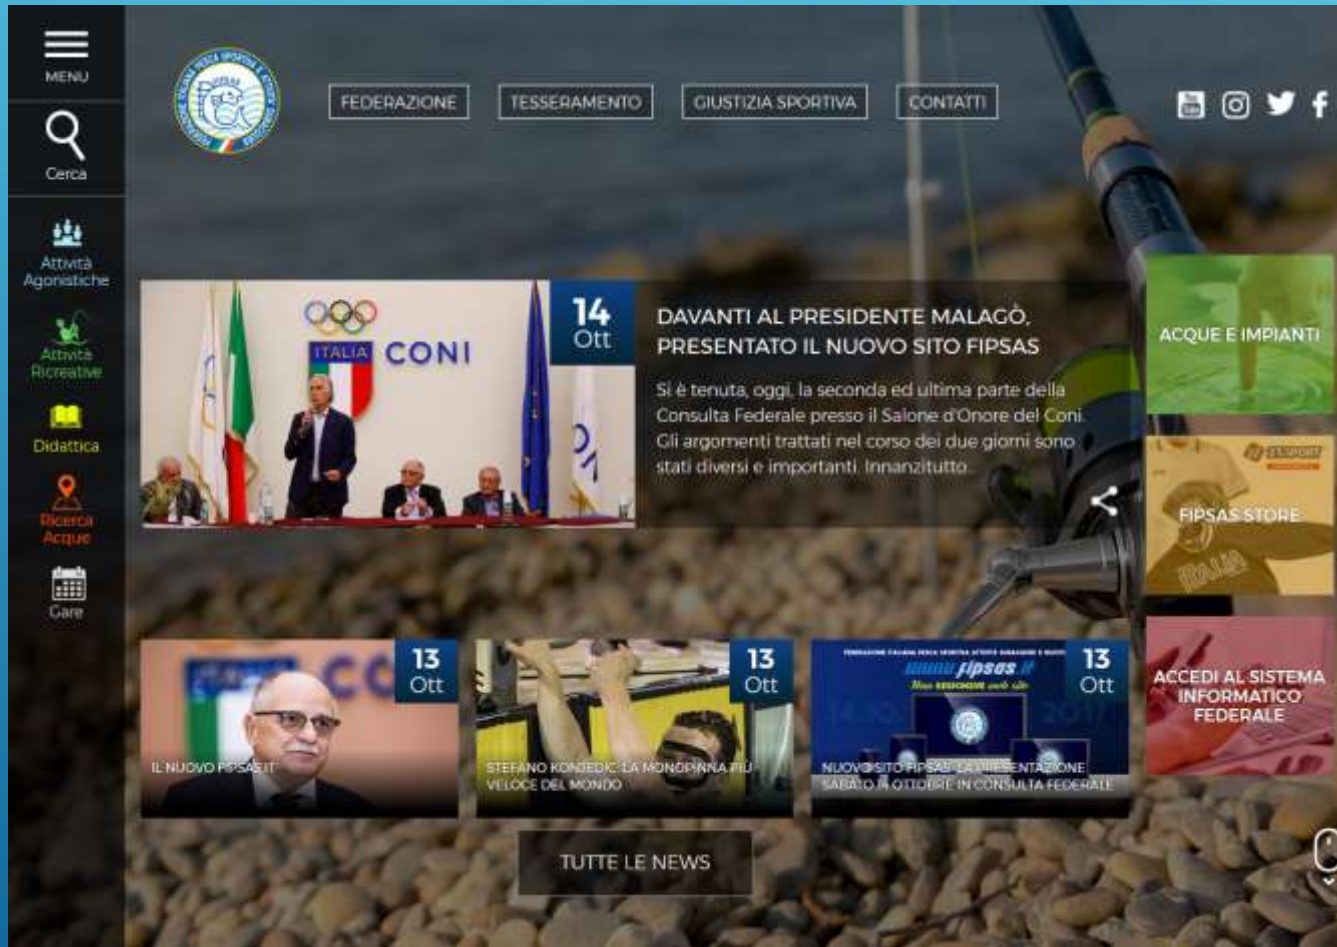 MENU
Cerca
Attività
Agonistiche
Attività
Ricreative
Didattica
Ricerca
Acque
Gare
FEDERAZIONE
TESSERAMENTO
GIUSTIZIA SPORTIVA
CONTATTI
ITALIA
CONI
14
Ott
DAVANTI AL PRESIDENTE MALAGÒ,
PRESENTATO IL NUOVO SITO FIPSAS
Si è tenuta, oggi, la seconda ed ultima parte della
Consulta Federale presso il Salone d'Onore del Coni.
Gli argomenti trattati nel corso dei due giorni sono
stati diversi e importanti. Innanzitutto...
ACQUE E IMPIANTI
FIPSAS STORE
ITALIA
ACCEDI AL SISTEMA
INFORMATICO
FEDERALE
13
Ott
IL NUOVO FIPSAS.IT
13
Ott
STEFANO KONJEDIC: LA MONOPINNA PIÙ
VELOCE DEL MONDO
www.fipsas.it
New RESPONSIVE web site
13
Ott
NUOVO SITO FIPSAS: LA PRESENTAZIONE
SABATO 14 OTTOBRE IN CONSULTA FEDERALE
TUTTE LE NEWS